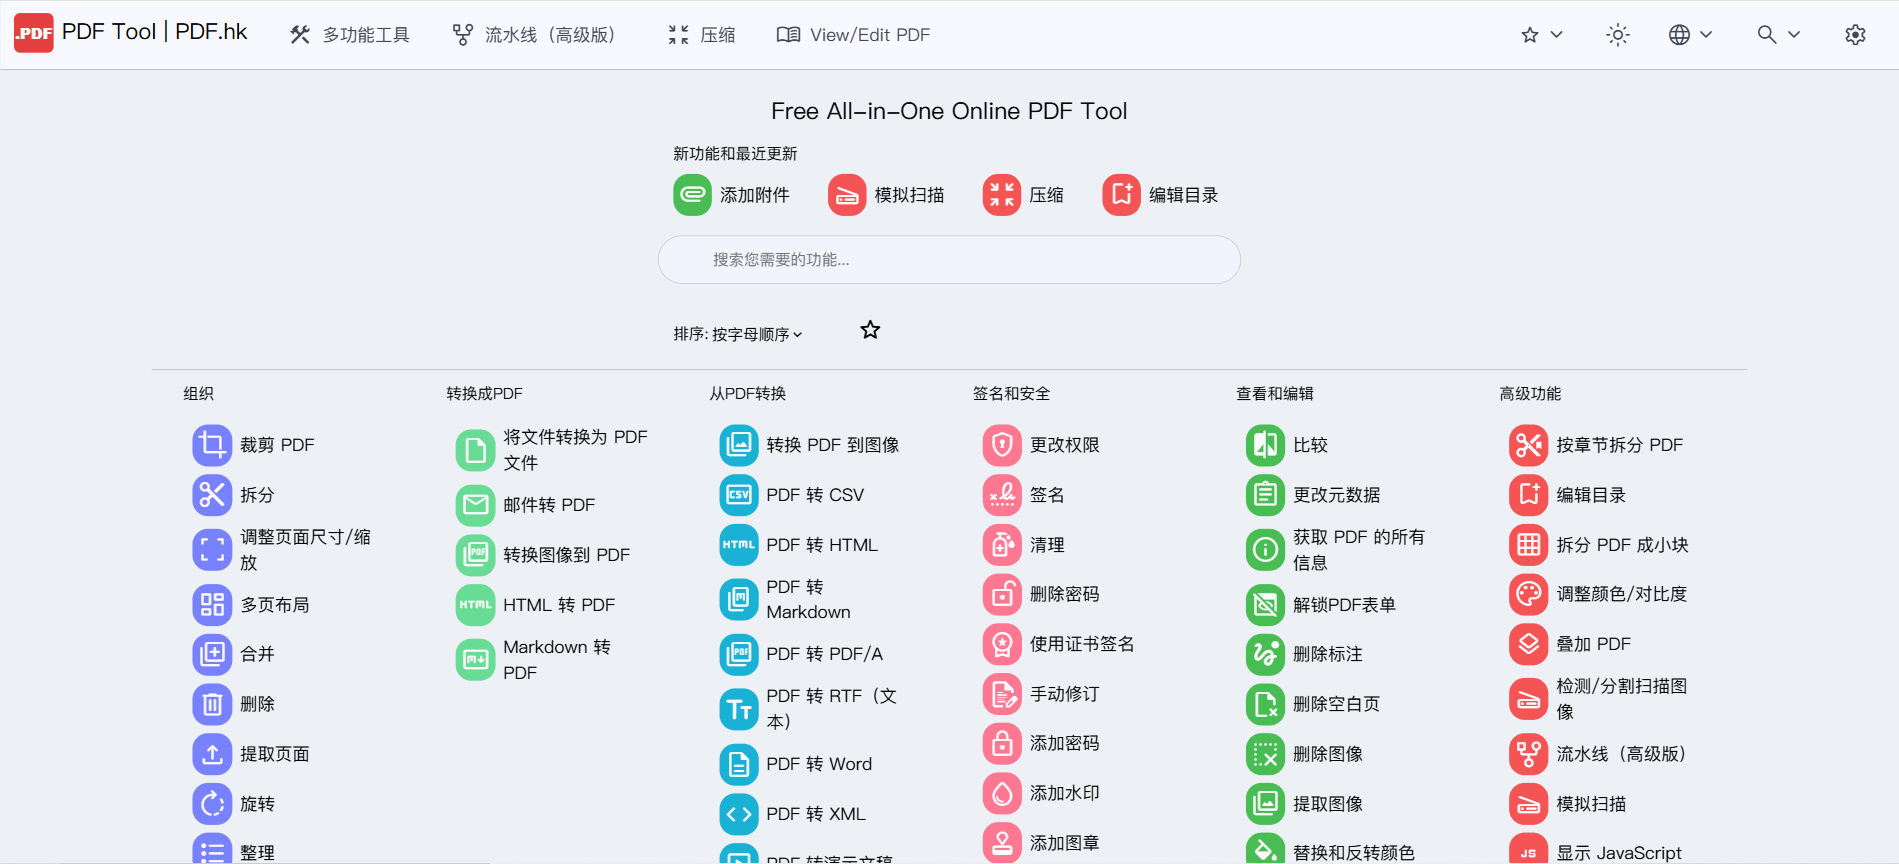 .PDF PDF Tool | PDF.hk 多功能工具 流水线（高级版） 压缩 View/Edit PDF
Free All-in-One Online PDF Tool
新功能和最近更新
添加附件 模拟扫描 压缩 编辑目录
搜索您需要的功能...
排序: 按字母顺序
组织
裁剪 PDF
拆分
调整页面尺寸/缩
放
多页布局
合并
删除
提取页面
旋转
整理
转换成PDF
将文件转换为 PDF
文件
邮件转 PDF
PDF
转换图像到 PDF
HTML
HTML 转 PDF
Markdown 转
PDF
从PDF转换
转换 PDF 到图像
CSV
PDF 转 CSV
HTML
PDF 转 HTML
PDF 转
Markdown
PDF
PDF 转 PDF/A
PDF 转 RTF（文
本）
PDF 转 Word
PDF 转 XML
PDF 转演示文稿
签名和安全
更改权限
签名
清理
删除密码
使用证书签名
手动修订
添加密码
添加水印
添加图章
查看和编辑
比较
更改元数据
获取 PDF 的所有
信息
解锁PDF表单
删除标注
删除空白页
删除图像
提取图像
替换和反转颜色
高级功能
按章节拆分 PDF
编辑目录
拆分 PDF 成小块
调整颜色/对比度
叠加 PDF
检测/分割扫描图
像
流水线（高级版）
模拟扫描
JS
显示 JavaScript